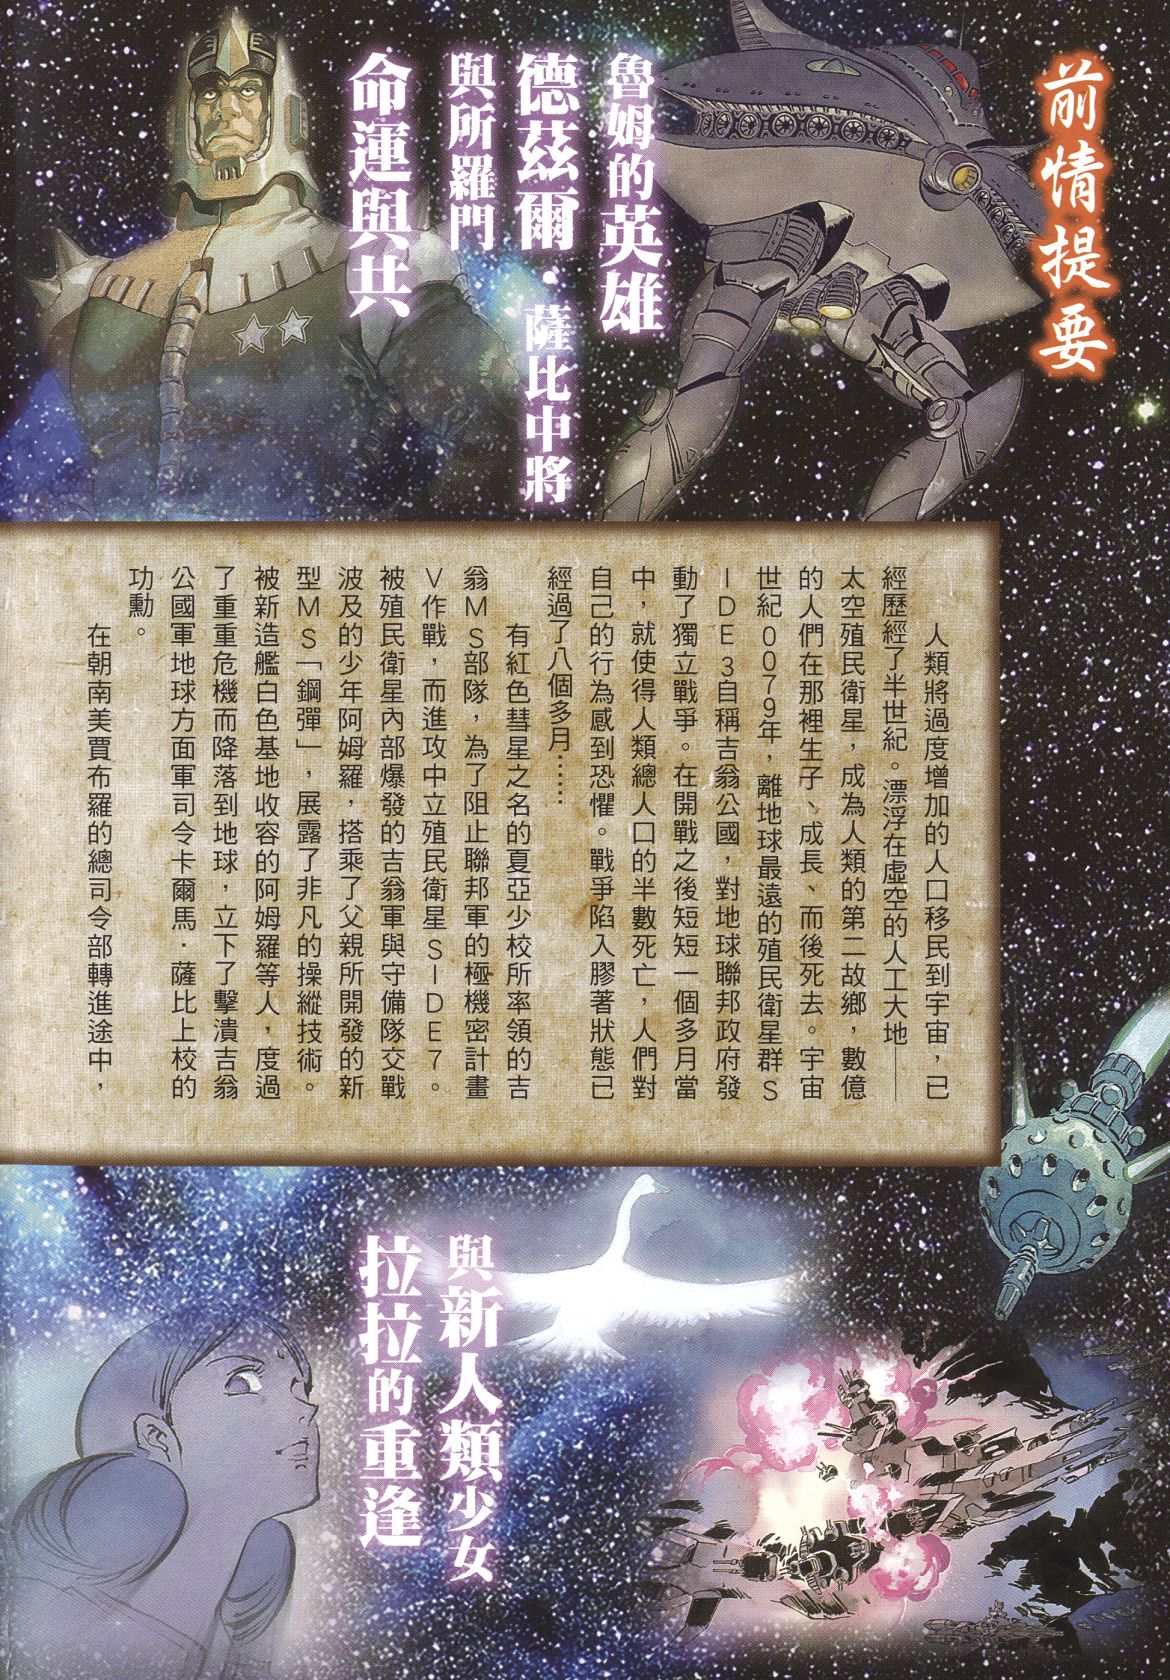 前情提要
魯姆的英雄
德茲爾·薩比中將
與所羅門
命運與共
人類將過度增加的人口移民到宇宙，已
經歷經了半世紀。漂浮在虛空的人工大地──
太空殖民衛星，成為人類的第二故鄉，數億
的人們在那裡生子、成長、而後死去。宇宙
世紀0079年，離地球最遠的殖民衛星群S
IDE3自稱吉翁公國，對地球聯邦政府發
動了獨立戰爭。在開戰之後短短一個多月當
中，就使得人類總人口的半數死亡，人們對
自己的行為感到恐懼。戰爭陷入膠著狀態已
經過了八個多月……
有紅色彗星之名的夏亞少校所率領的吉
翁MS部隊，為了阻止聯邦軍的極機密計畫
V作戰，而進攻中立殖民衛星SIDE7。
被殖民衛星內部爆發的吉翁軍與守備隊交戰
波及的少年阿姆羅，搭乘了父親所開發的新
型MS「鋼彈」，展露了非凡的操縱技術。
被新造艦白色基地收容的阿姆羅等人，度過
了重重危機而降落到地球，立下了擊潰吉翁
公國軍地球方面軍司令卡爾馬·薩比上校的
功勳。
在朝南美賈布羅的總司令部轉進途中，
與新人類少女
拉拉的重逢